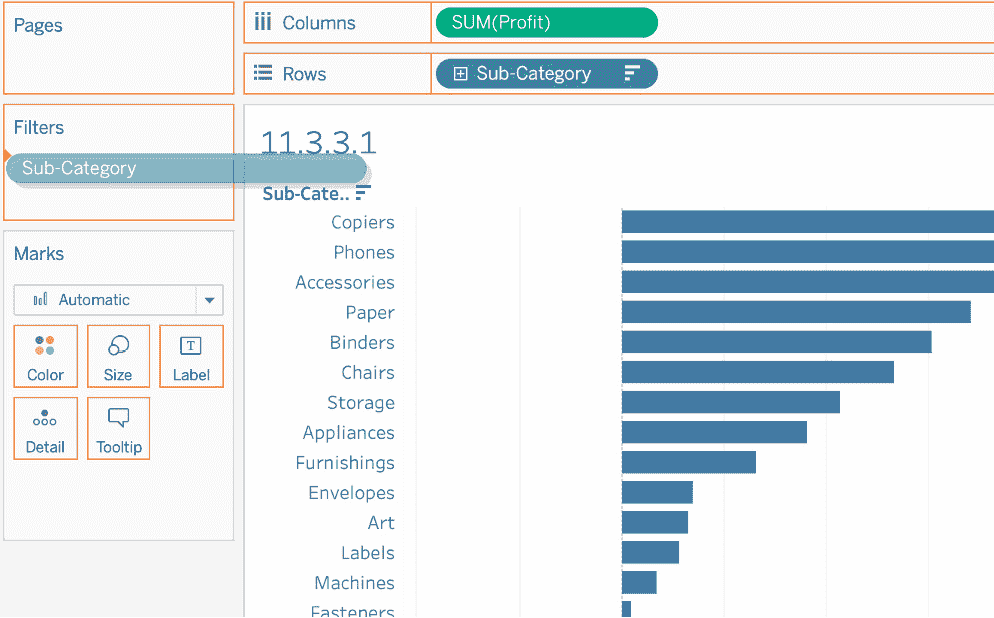 Pages
Columns
SUM(Profit)
Rows
Sub-Category
Filters
Sub-Category
11.3.3.1
Sub-Cate..
Marks
Automatic
Color
Size
T
Label
Detail
Tooltip
Copiers
Phones
Accessories
Paper
Binders
Chairs
Storage
Appliances
Furnishings
Envelopes
Art
Labels
Machines
Fasteners